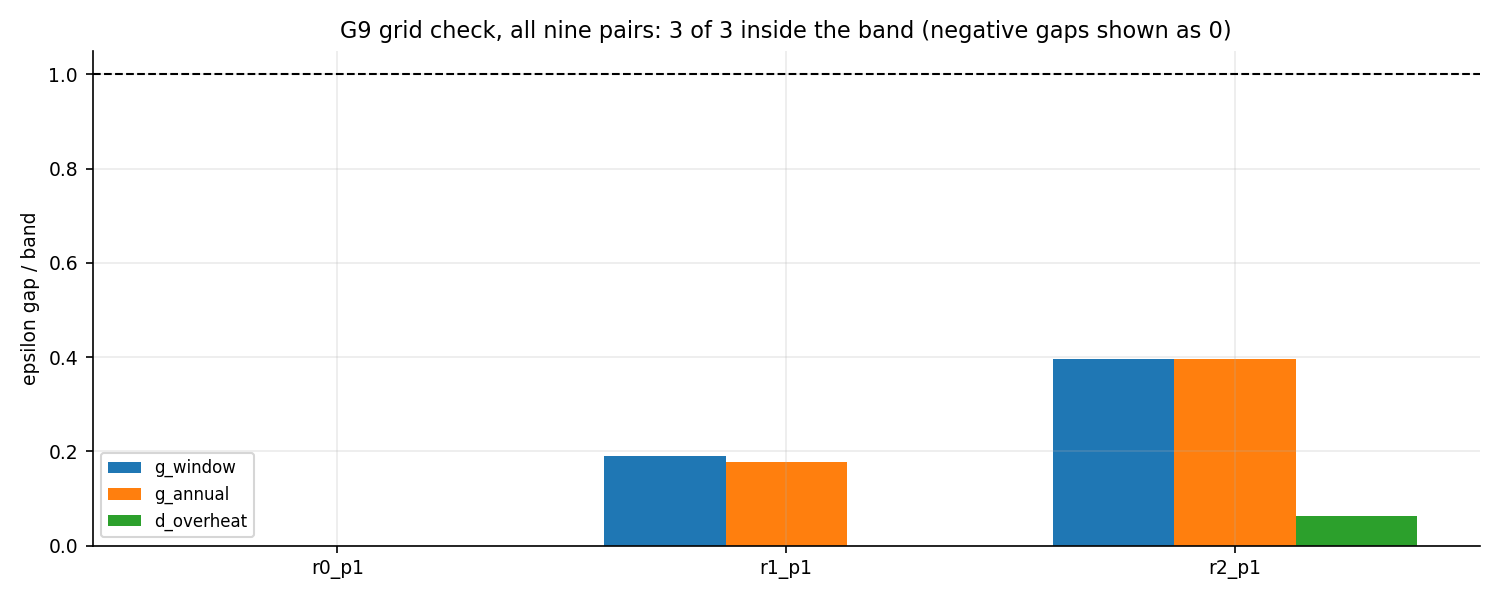 G9 grid check, all nine pairs: 3 of 3 inside the band (negative gaps shown as 0)
epsilon gap / band
1.0
0.8
0.6
0.4
0.2
0.0
g_window
g_annual
d_overheat
r0_p1
r1_p1
r2_p1